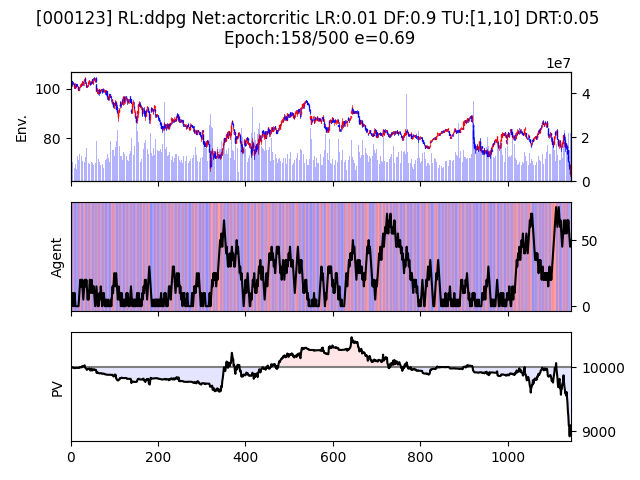 [000123] RL:ddpg Net:actorcritic LR:0.01 DF:0.9 TU:[1,10] DRT:0.05
Epoch:158/500 e=0.69
1e7
Env.
100
80
4
2
0
Agent
50
0
PV
10000
9000
0
200
400
600
800
1000